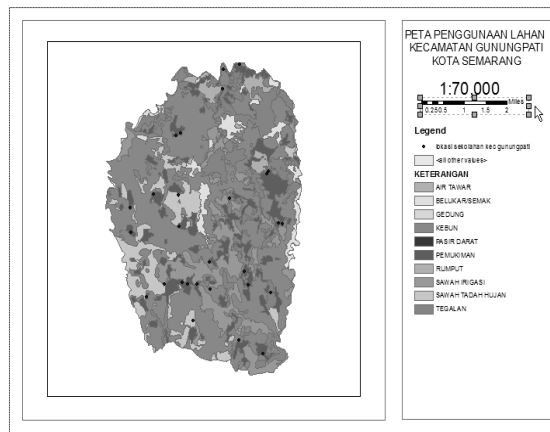 PETA PENGGUNAAN LAHAN
KECAMATAN GUNUNGPATI
KOTA SEMARANG
1:70,000
Miles
0.25 0.5 1 1.5 2
Legend
lokasi sekolahan kec gunungpati
<all other values>
KETERANGAN
AIR TAWAR
BELUKAR/SEMAK
GEDUNG
KEBUN
PASIR DARAT
PEMUKIMAN
RUMPUT
SAWAH IRIGASI
SAWAH TADAH HUJAN
TEGALAN